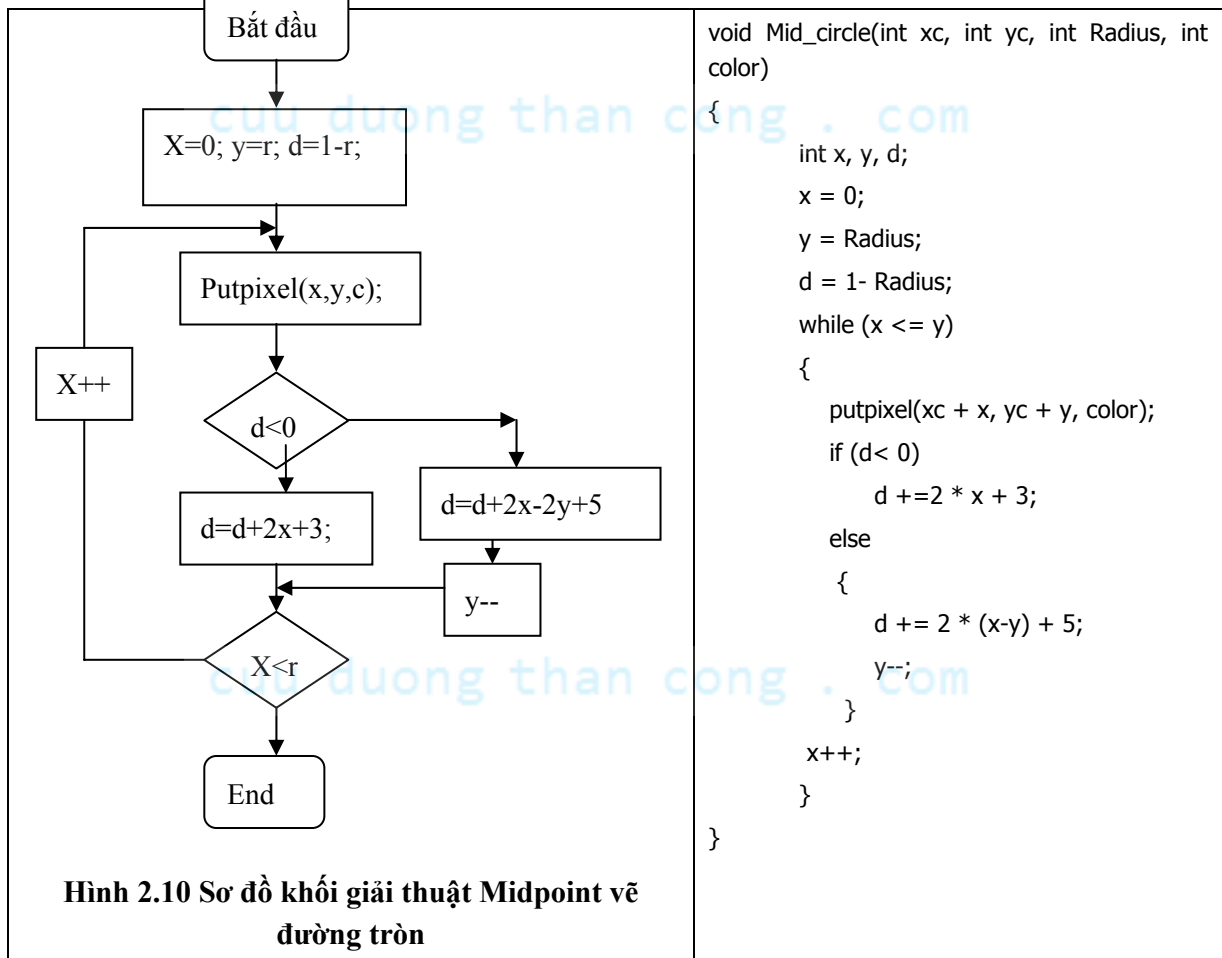 Bắt đầu
X=0; y=r; d=1-r;
Putpixel(x,y,c);
X++
d<0
d=d+2x+3;
d=d+2x-2y+5
y--
X<r
End
Hình 2.10 Sơ đồ khối giải thuật Midpoint vẽ
đường tròn
void Mid_circle(int xc, int yc, int Radius, int
color)
{
int x, y, d;
x = 0;
y = Radius;
d = 1- Radius;
while (x <= y)
{
putpixel(xc + x, yc + y, color);
if (d< 0)
d +=2 * x + 3;
else
{
d += 2 * (x-y) + 5;
y--;
}
x++;
}
}
cuu duong than cong . com
cuu duong than cong . com